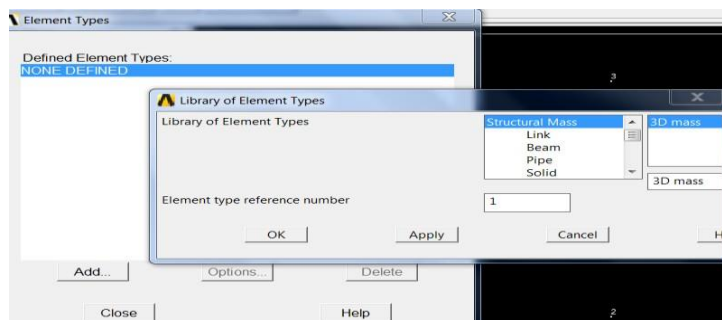 Element Types
Defined Element Types:
NONE DEFINED
3
Library of Element Types
Library of Element Types
Structural Mass
Link
Beam
Pipe
Solid
3D mass
3D mass
Element type reference number
1
OK
Apply
Cancel
Add...
Options...
Delete
Close
Help
2